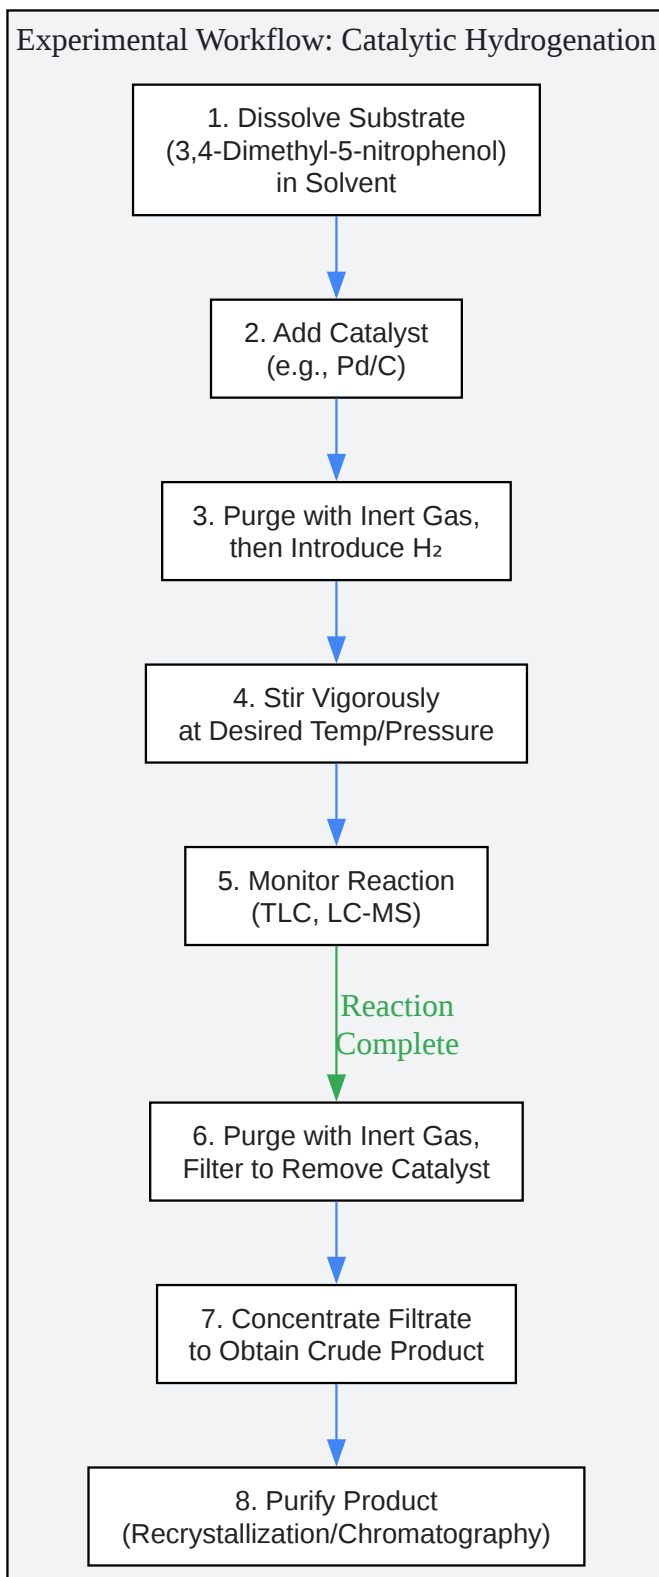 Experimental Workflow: Catalytic Hydrogenation
1. Dissolve Substrate
(3,4-Dimethyl-5-nitrophenol)
in Solvent
2. Add Catalyst
(e.g., Pd/C)
3. Purge with Inert Gas,
then Introduce H₂
4. Stir Vigorously
at Desired Temp/Pressure
5. Monitor Reaction
(TLC, LC-MS)
Reaction
Complete
6. Purge with Inert Gas,
Filter to Remove Catalyst
7. Concentrate Filtrate
to Obtain Crude Product
8. Purify Product
(Recrystallization/Chromatography)